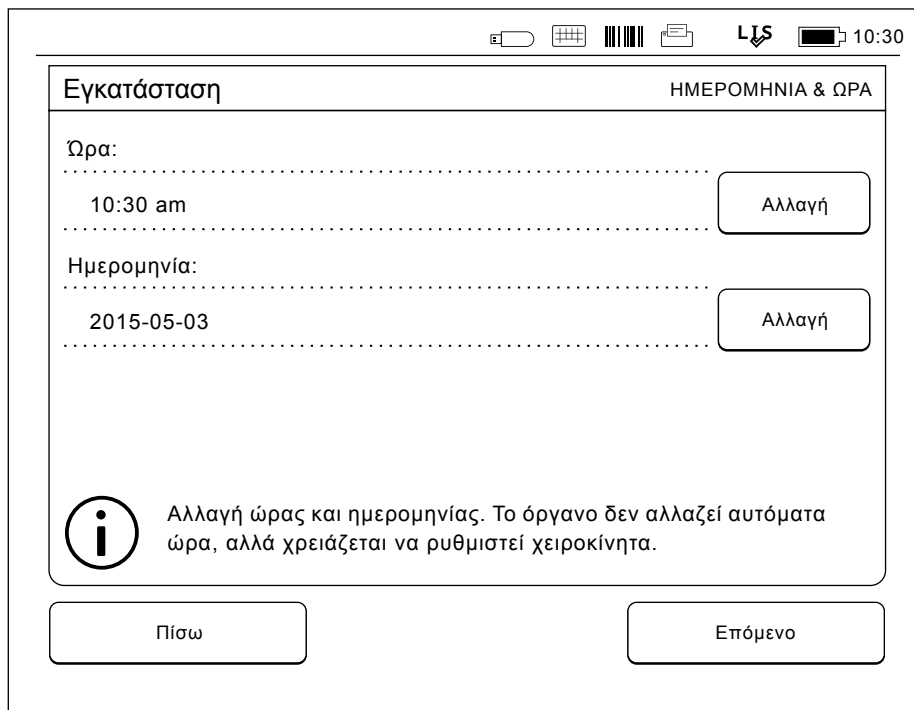 LIS 10:30
Εγκατάσταση ΗΜΕΡΟΜΗΝΙΑ & ΩΡΑ
Ώρα:
10:30 am Αλλαγή
Ημερομηνία:
2015-05-03 Αλλαγή
Αλλαγή ώρας και ημερομηνίας. Το όργανο δεν αλλαζεί αυτόματα
ώρα, αλλά χρειάζεται να ρυθμιστεί χειροκίνητα.
Πίσω Επόμενο